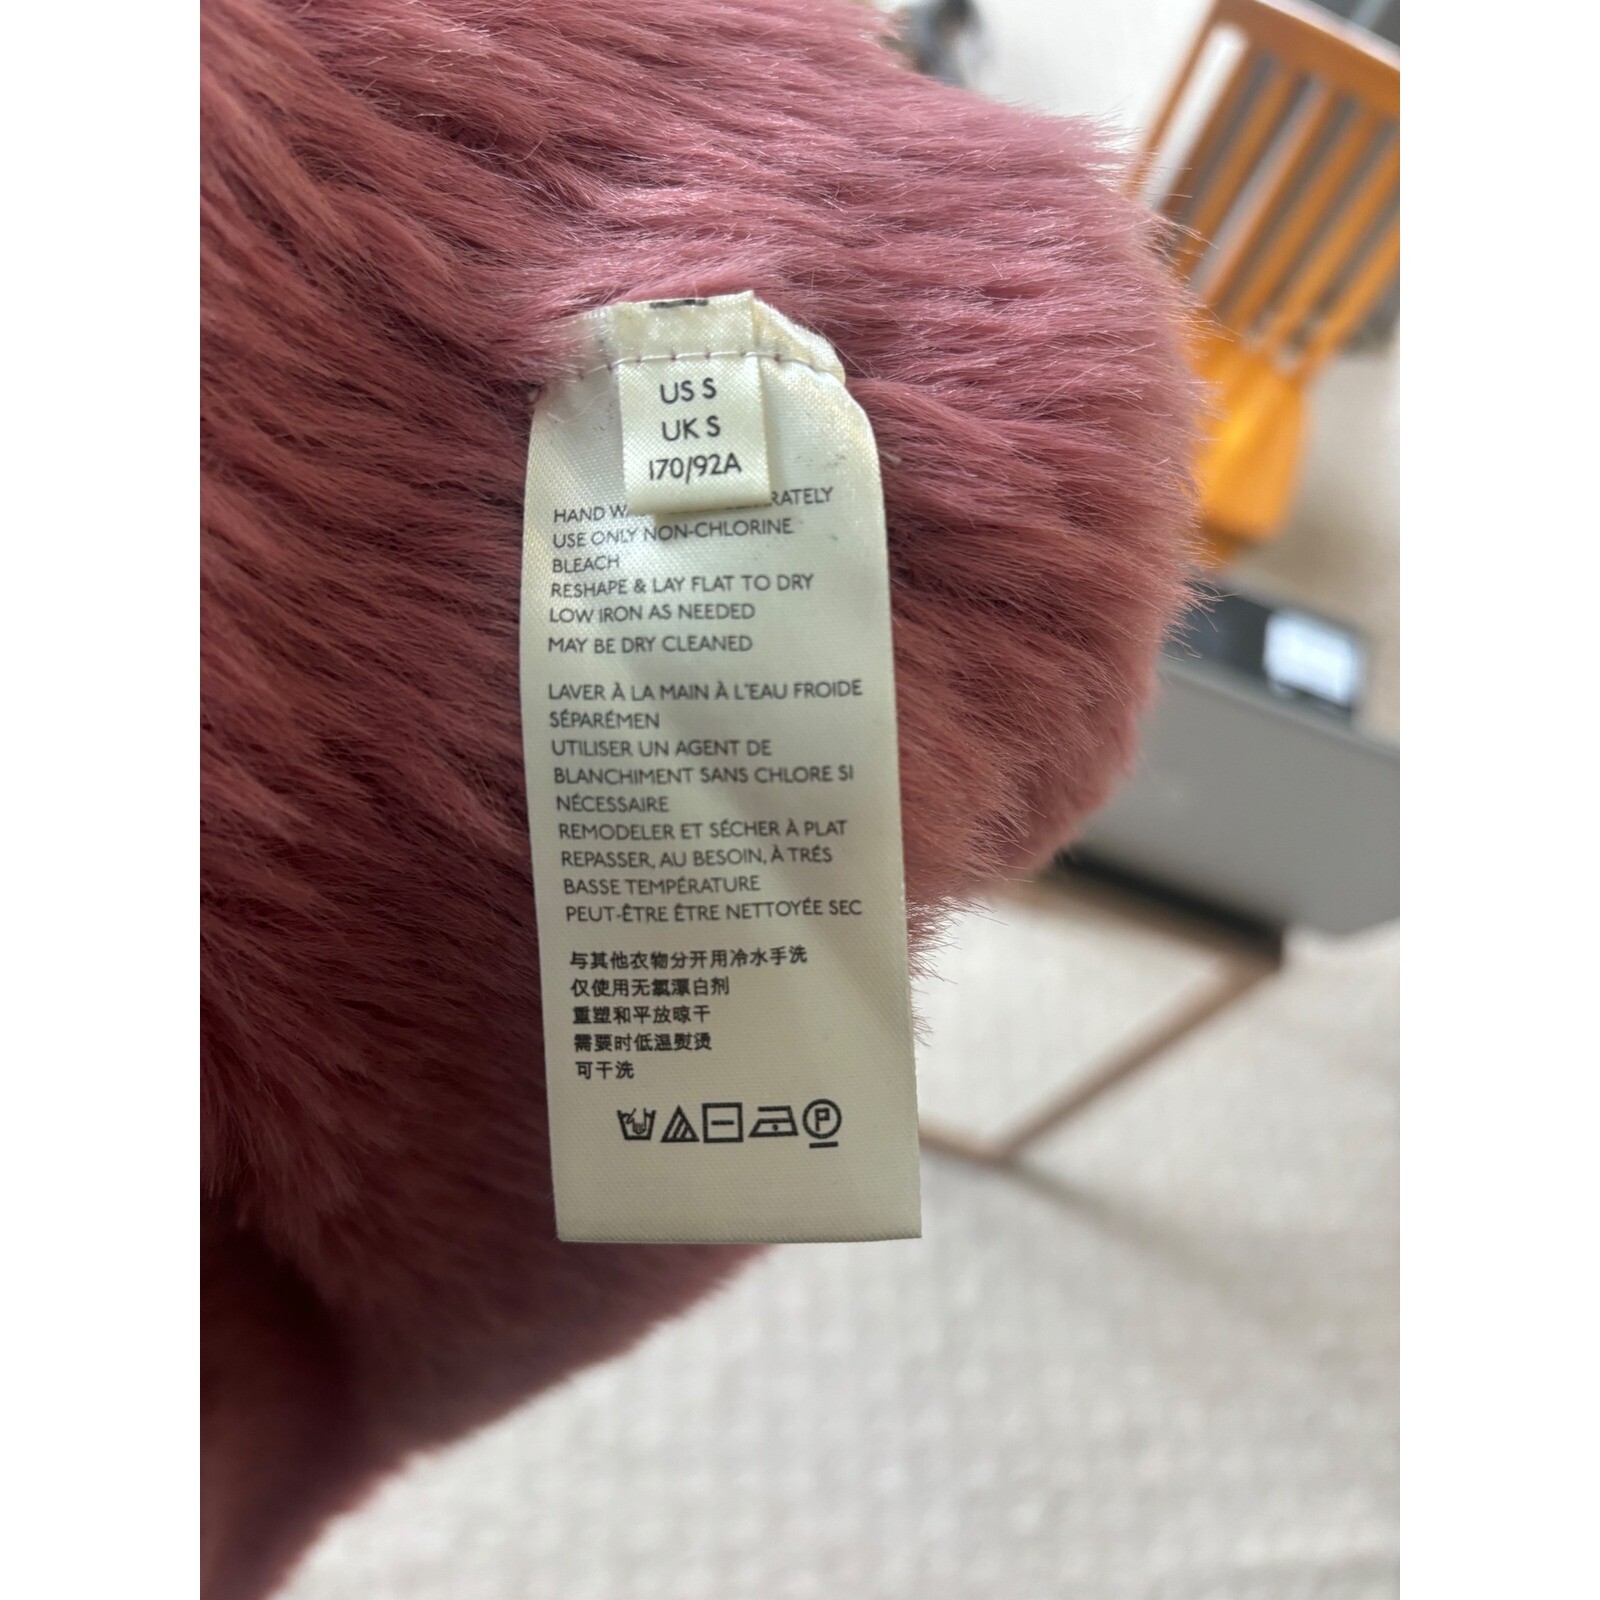 US S
UK S
170/92A
HAND
USE ONLY NON-CHLORINE
BLEACH
RESHAPE & LAY FLAT TO DRY
LOW IRON AS NEEDED
MAY BE DRY CLEANED
LAVER À LA MAIN À L'EAU FROIDE
SÉPARÉMEN
UTILISER UN AGENT DE
BLANCHIMENT SANS CHLORE SI
NÉCESSAIRE
REMODELER ET SÉCHER À PLAT
REPASSER, AU BESOIN, À TRÉS
BASSE TEMPÉRATURE
PEUT-ÊTRE ÊTRE NETTOYÉE SEC
与其他衣物分开用冷水手洗
仅使用无氯漂白剂
重塑和平放晾干
需要时低温熨烫
可干洗
P